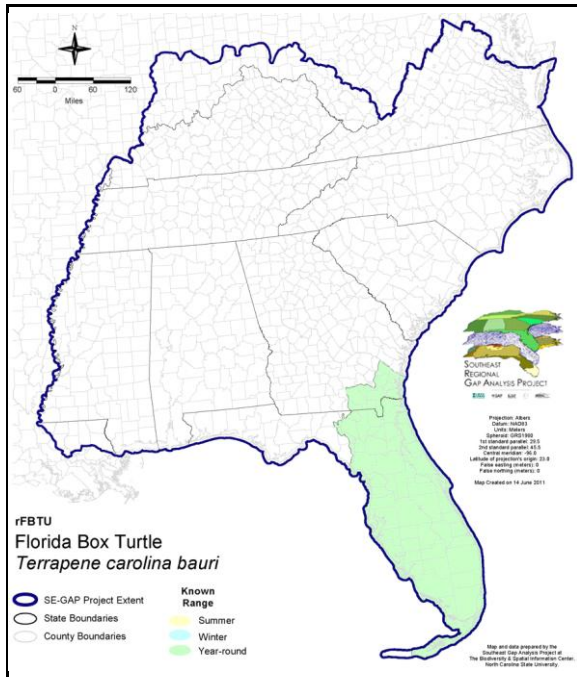 N
60 0 60 120
Miles
SOUTHEAST
REGIONAL
GAP ANALYSIS PROJECT
Projection: Albers
Datum: NAD83
Units: Meters
Spheroid: GRS1980
1st standard parallel: 29.5
2nd standard parallel: 45.5
Central meridian: -96.0
Latitude of projection's origin: 23.0
False easting (meters): 0
False northing (meters): 0
Map Created on 14 June 2011
rFBTU
Florida Box Turtle
Terrapene carolina bauri
SE-GAP Project Extent
State Boundaries
County Boundaries
Known
Range
Summer
Winter
Year-round
Map and data prepared by the
Southeast Gap Analysis Project at
The Biodiversity & Spatial Information Center,
North Carolina State University.